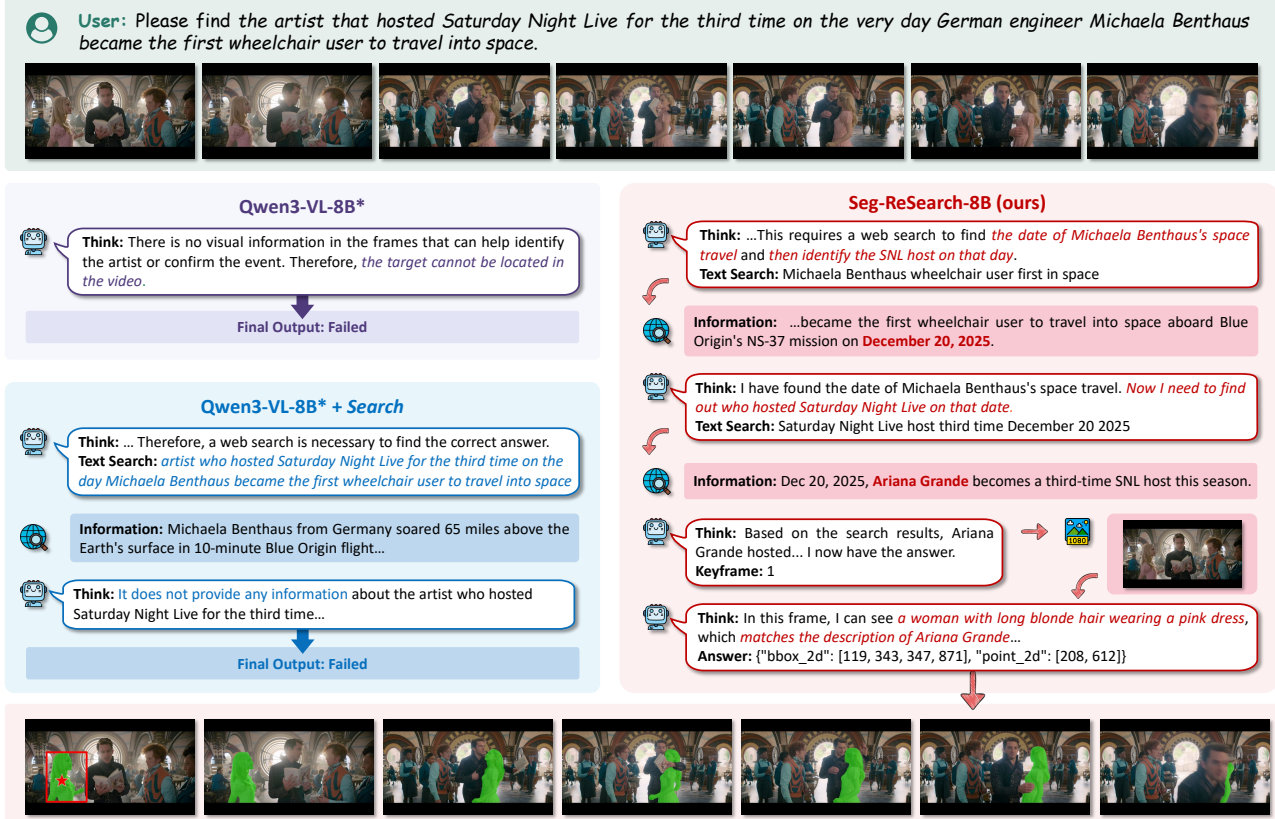 User: Please find the artist that hosted Saturday Night Live for the third time on the very day German engineer Michaela Benthaus
became the first wheelchair user to travel into space.
Qwen3-VL-8B*
Think: There is no visual information in the frames that can help identify
the artist or confirm the event. Therefore, the target cannot be located in
the video.
Final Output: Failed
Qwen3-VL-8B* + Search
Think: ... Therefore, a web search is necessary to find the correct answer.
Text Search: artist who hosted Saturday Night Live for the third time on the
day Michaela Benthaus became the first wheelchair user to travel into space
Information: Michaela Benthaus from Germany soared 65 miles above the
Earth's surface in 10-minute Blue Origin flight...
Think: It does not provide any information about the artist who hosted
Saturday Night Live for the third time...
Final Output: Failed
Seg-ReSearch-8B (ours)
Think: ...This requires a web search to find the date of Michaela Benthaus's space
travel and then identify the SNL host on that day.
Text Search: Michaela Benthaus wheelchair user first in space
Information: ...became the first wheelchair user to travel into space aboard Blue
Origin's NS-37 mission on December 20, 2025.
Think: I have found the date of Michaela Benthaus's space travel. Now I need to find
out who hosted Saturday Night Live on that date.
Text Search: Saturday Night Live host third time December 20 2025
Information: Dec 20, 2025, Ariana Grande becomes a third-time SNL host this season.
Think: Based on the search results, Ariana
Grande hosted... I now have the answer.
Keyframe: 1
1080
Think: In this frame, I can see a woman with long blonde hair wearing a pink dress,
which matches the description of Ariana Grande...
Answer: {"bbox_2d": [119, 343, 347, 871], "point_2d": [208, 612]}